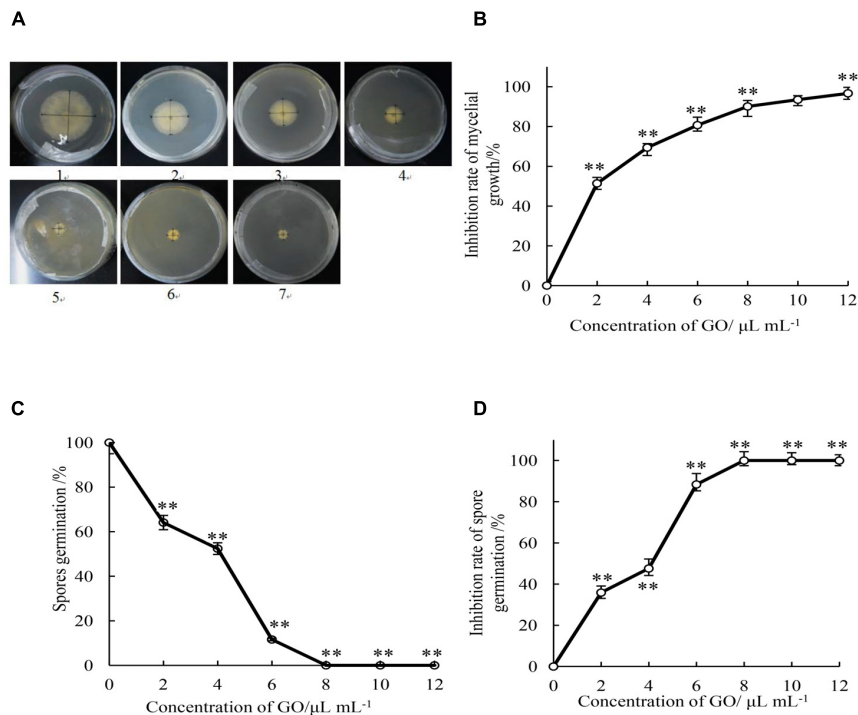 A
1
2
3
4
5
6
7
B
Inhibition rate of mycelial
growth/%
100
80
60
40
20
0
**
**
**
**
**
0 2 4 6 8 10 12
Concentration of GO/ μL mL-1
C
Spores germination /%
100
80
60
40
20
0
**
**
**
** ** **
0 2 4 6 8 10 12
Concentration of GO/μL mL-1
D
Inhibition rate of spore
germination /%
100
80
60
40
20
0
** ** **
**
**
**
0 2 4 6 8 10 12
Concentration of GO/ μL mL-1